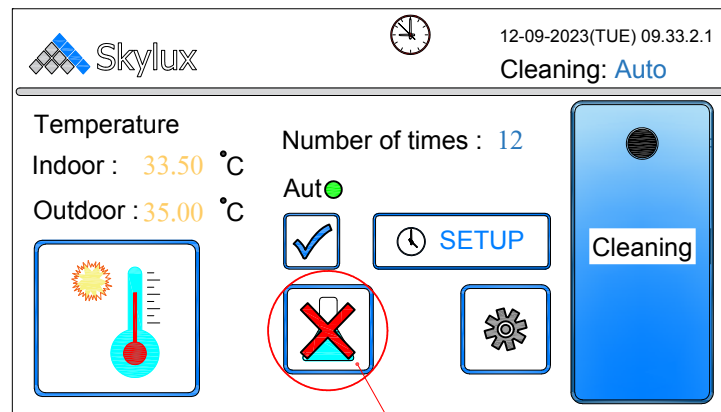 Skylux
12-09-2023(TUE) 09.33.2.1
Cleaning: Auto
Temperature
Indoor : 33.50 °C
Outdoor : 35.00 °C
Number of times : 12
Aut
SETUP
Cleaning